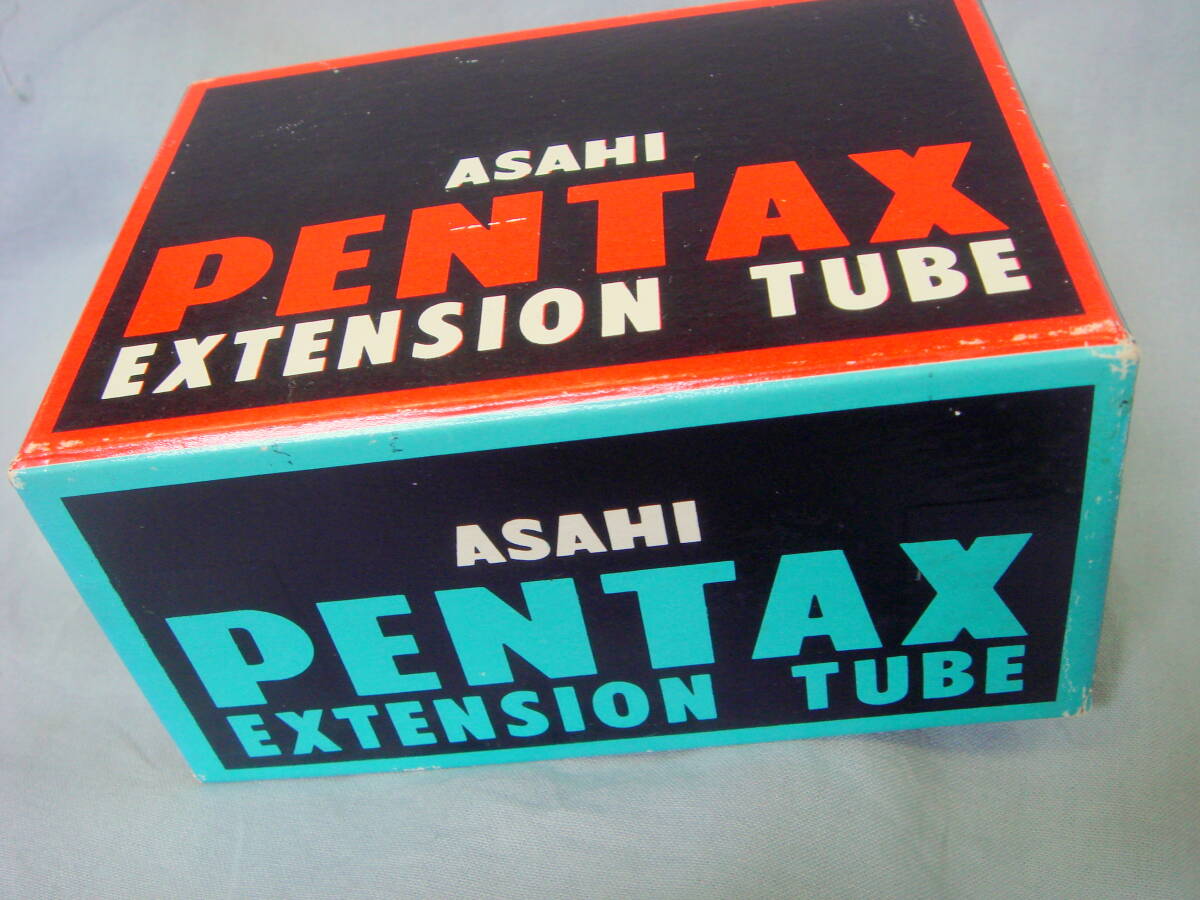 ASAHI
PENTAX
EXTENSION TUBE
ASAHI
PENTAX
EXTENSION TUBE